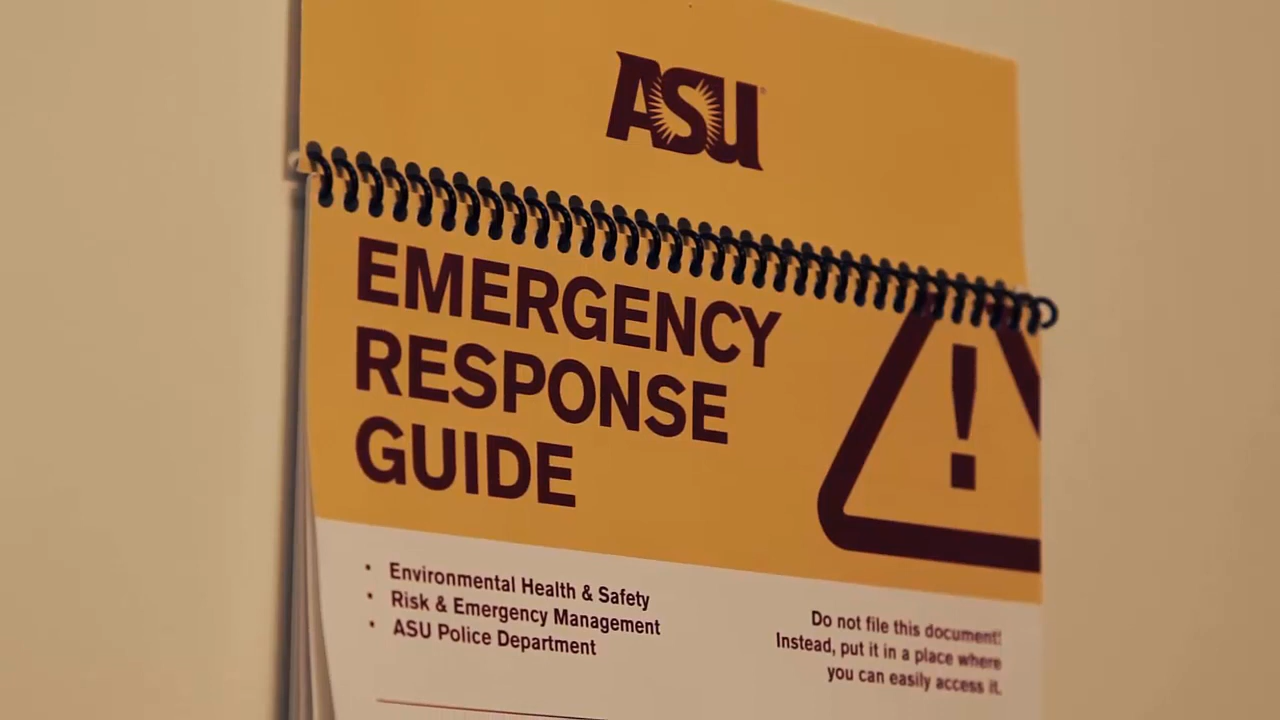 ASU
EMERGENCY
RESPONSE
GUIDE
• Environmental Health & Safety
• Risk & Emergency Management
• ASU Police Department
Do not file this document!
Instead, put it in a place where
you can easily access it.